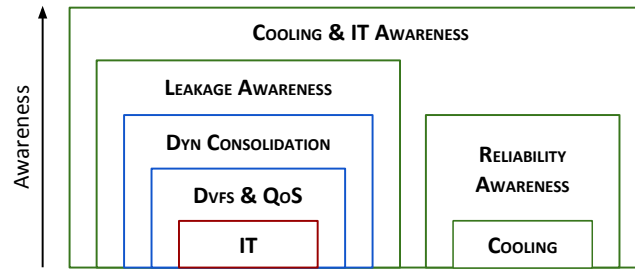 Cooling & IT Awareness
Leakage Awareness
Dyn Consolidation
Reliability
Awareness
Dvfs & QoS
IT
Cooling
Awareness